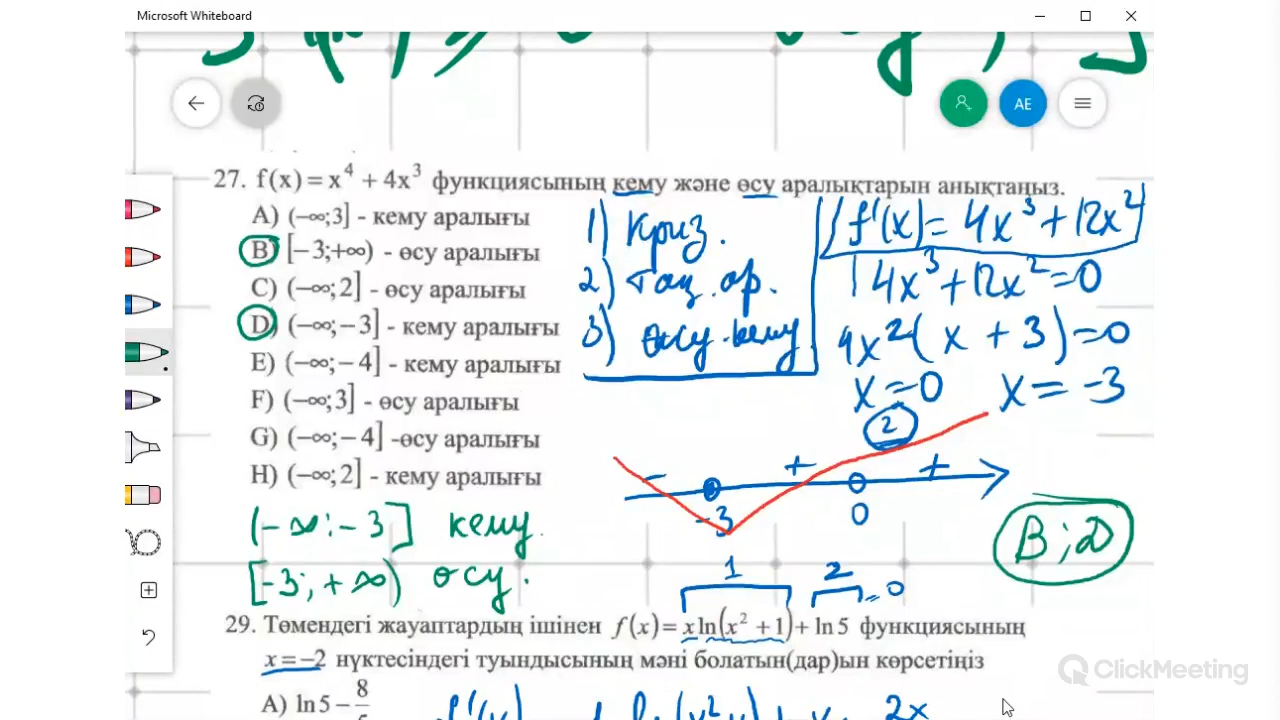 Microsoft Whiteboard
AE
27. f(x) = x⁴ + 4x³ функциясының кему және өсу аралықтарын анықтаңыз.
A) (−∞;3] - кему аралығы
B) [−3;+∞) - өсу аралығы
C) (−∞;2] - өсу аралығы
D) (−∞;−3] - кему аралығы
E) (−∞;−4] - кему аралығы
F) (−∞;3] - өсу аралығы
G) (−∞;−4] -өсу аралығы
H) (−∞;2] - кему аралығы
1) Криз.
2) Таң. ар.
3) Өсу-кему
f'(x) = 4x³ + 12x²
4x³ + 12x² = 0
4x²(x + 3) = 0
x = 0 x = -3
2
− + +
-3 0
(-∞; -3] кему.
[-3; +∞) өсу.
B; D
1 2 = 0
29. Төмендегі жауаптардың ішінен f(x) = x ln(x² + 1) + ln 5 функциясының
x = −2 нүктесіндегі туындысының мәні болатын(дар)ын көрсетіңіз
A) ln 5 − 8
f'(x) 2x
ClickMeeting